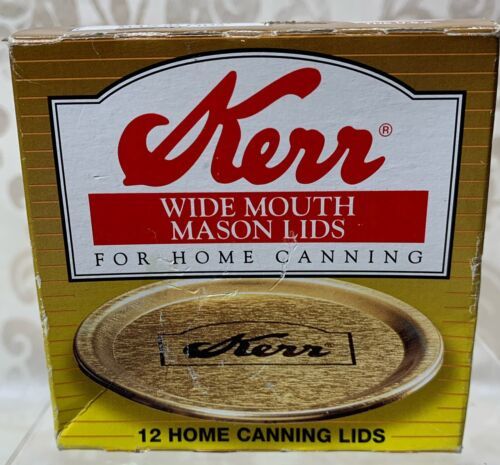 Kerr®
WIDE MOUTH
MASON LIDS
FOR HOME CANNING
Kerr®
12 HOME CANNING LIDS